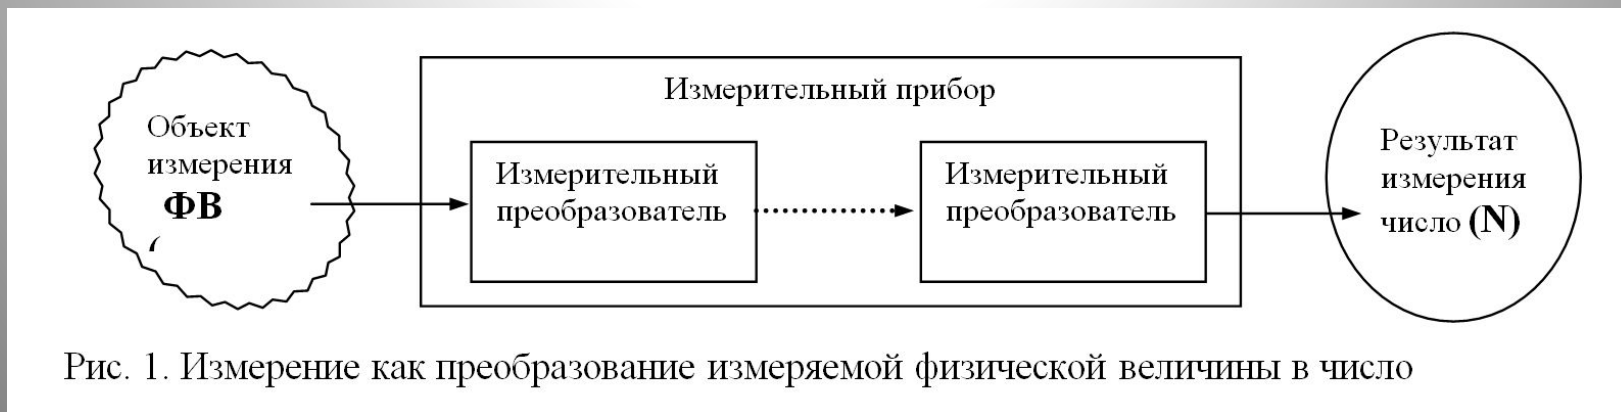 Измерительный прибор
Объект
измерения
ФВ
(
Измерительный
преобразователь
Измерительный
преобразователь
Результат
измерения
число (N)
Рис. 1. Измерение как преобразование измеряемой физической величины в число